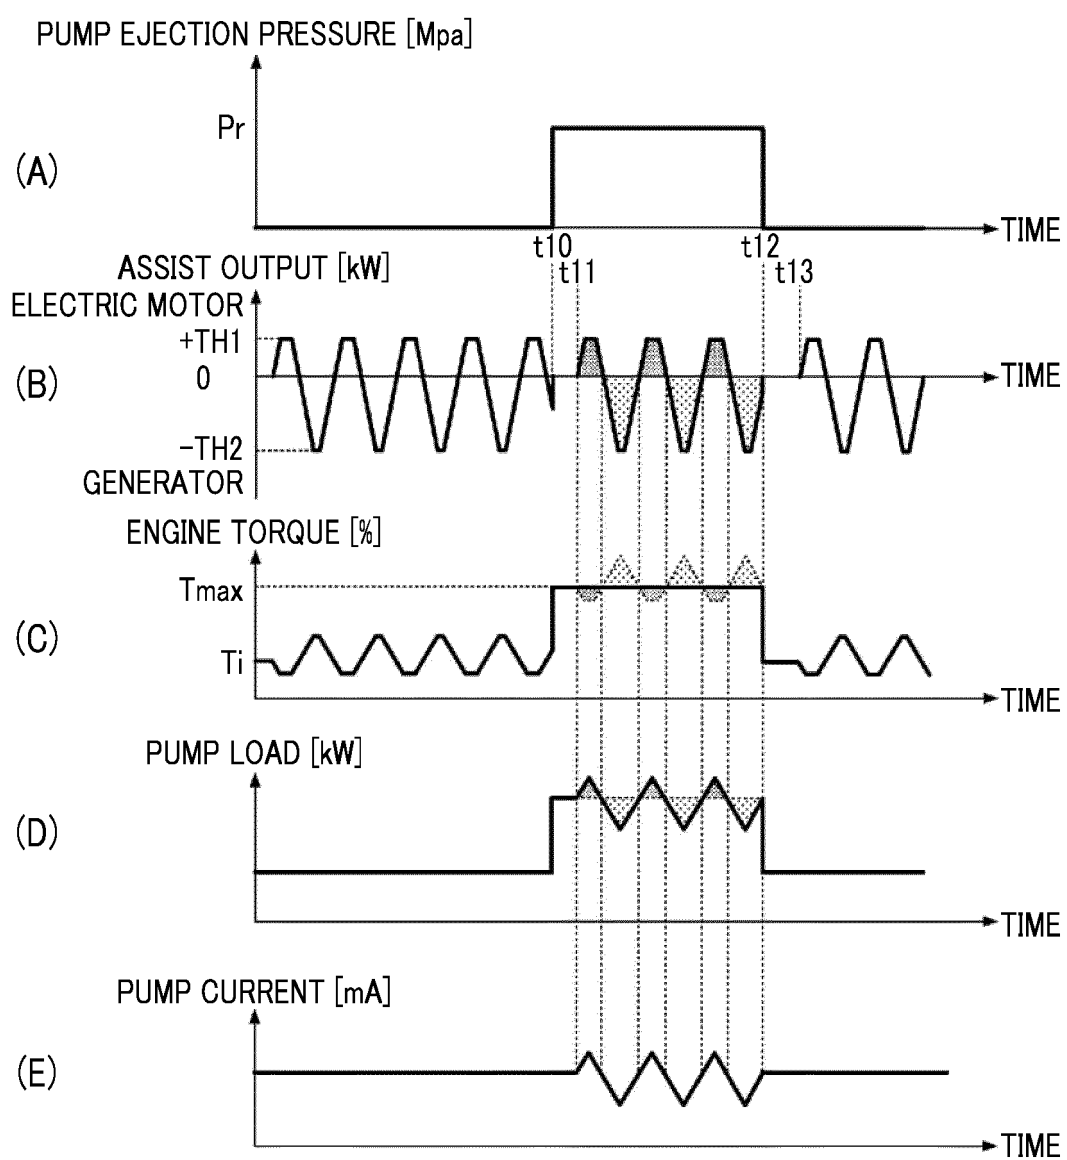 PUMP EJECTION PRESSURE [Mpa]
Pr
(A)
TIME
t10
t12
ASSIST OUTPUT [kW]
t11
t13
ELECTRIC MOTOR
+TH1
(B)
0
TIME
-TH2
GENERATOR
ENGINE TORQUE [%]
Tmax
(C)
Ti
TIME
PUMP LOAD [kW]
(D)
TIME
PUMP CURRENT [mA]
(E)
TIME